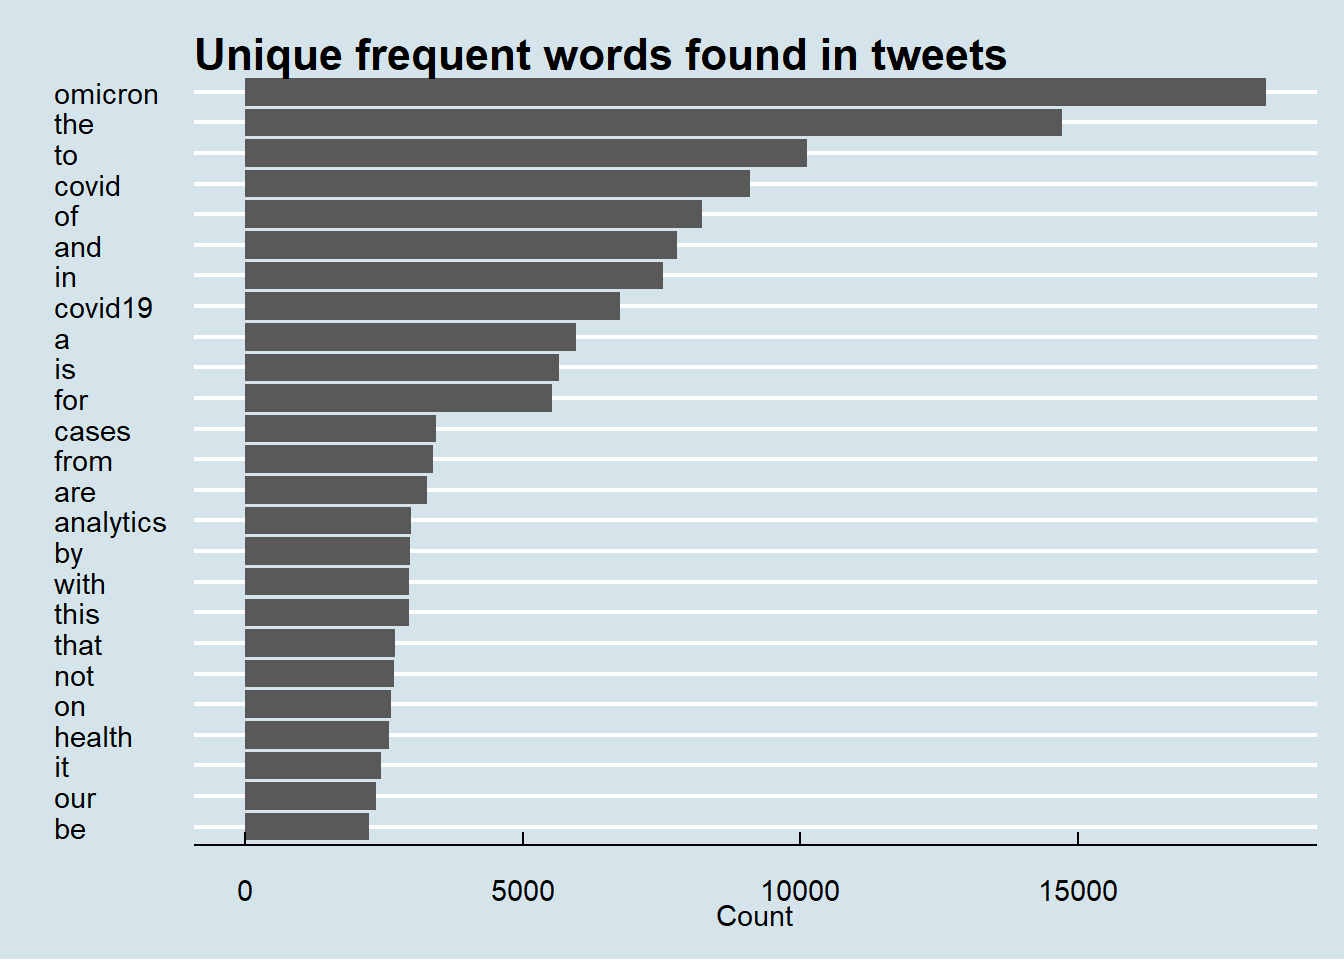 Unique frequent words found in tweets
omicron
the
to
covid
of
and
in
covid19
a
is
for
cases
from
are
analytics
by
with
this
that
not
on
health
it
our
be
0 5000 10000 15000
Count